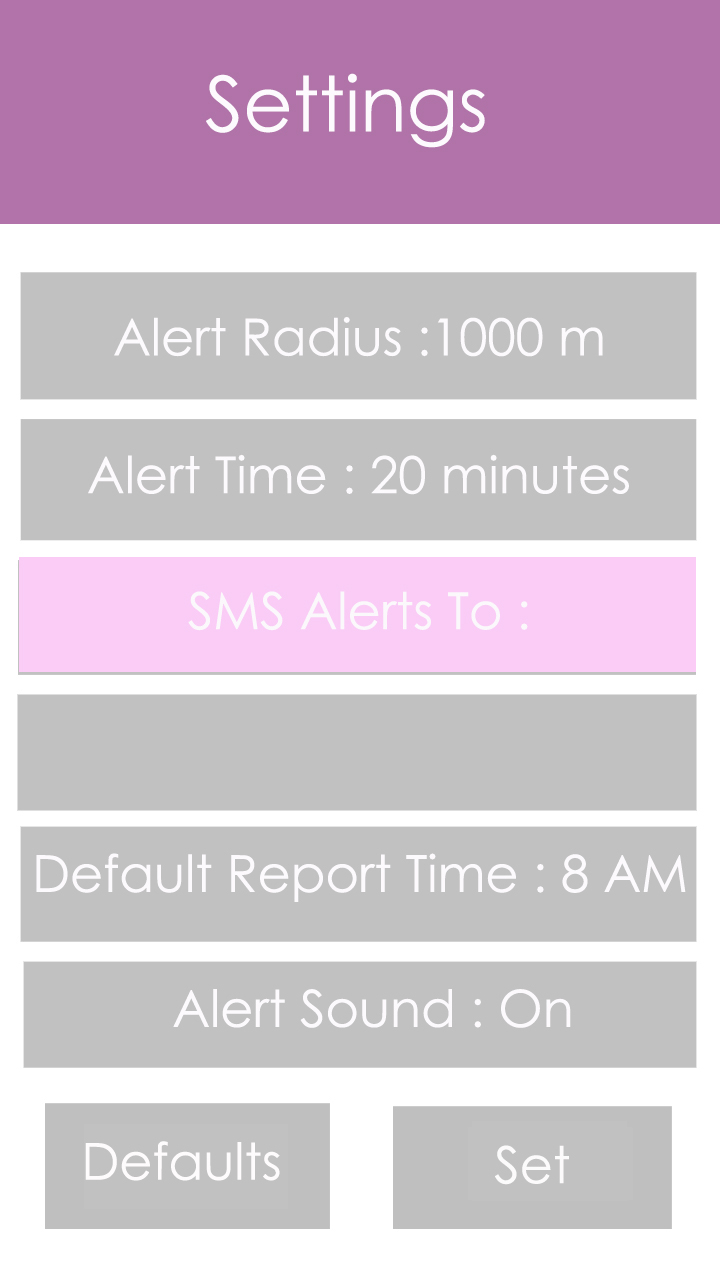 Settings
Alert Radius :1000 m
Alert Time : 20 minutes
SMS Alerts To :
Default Report Time : 8 AM
Alert Sound : On
Defaults
Set